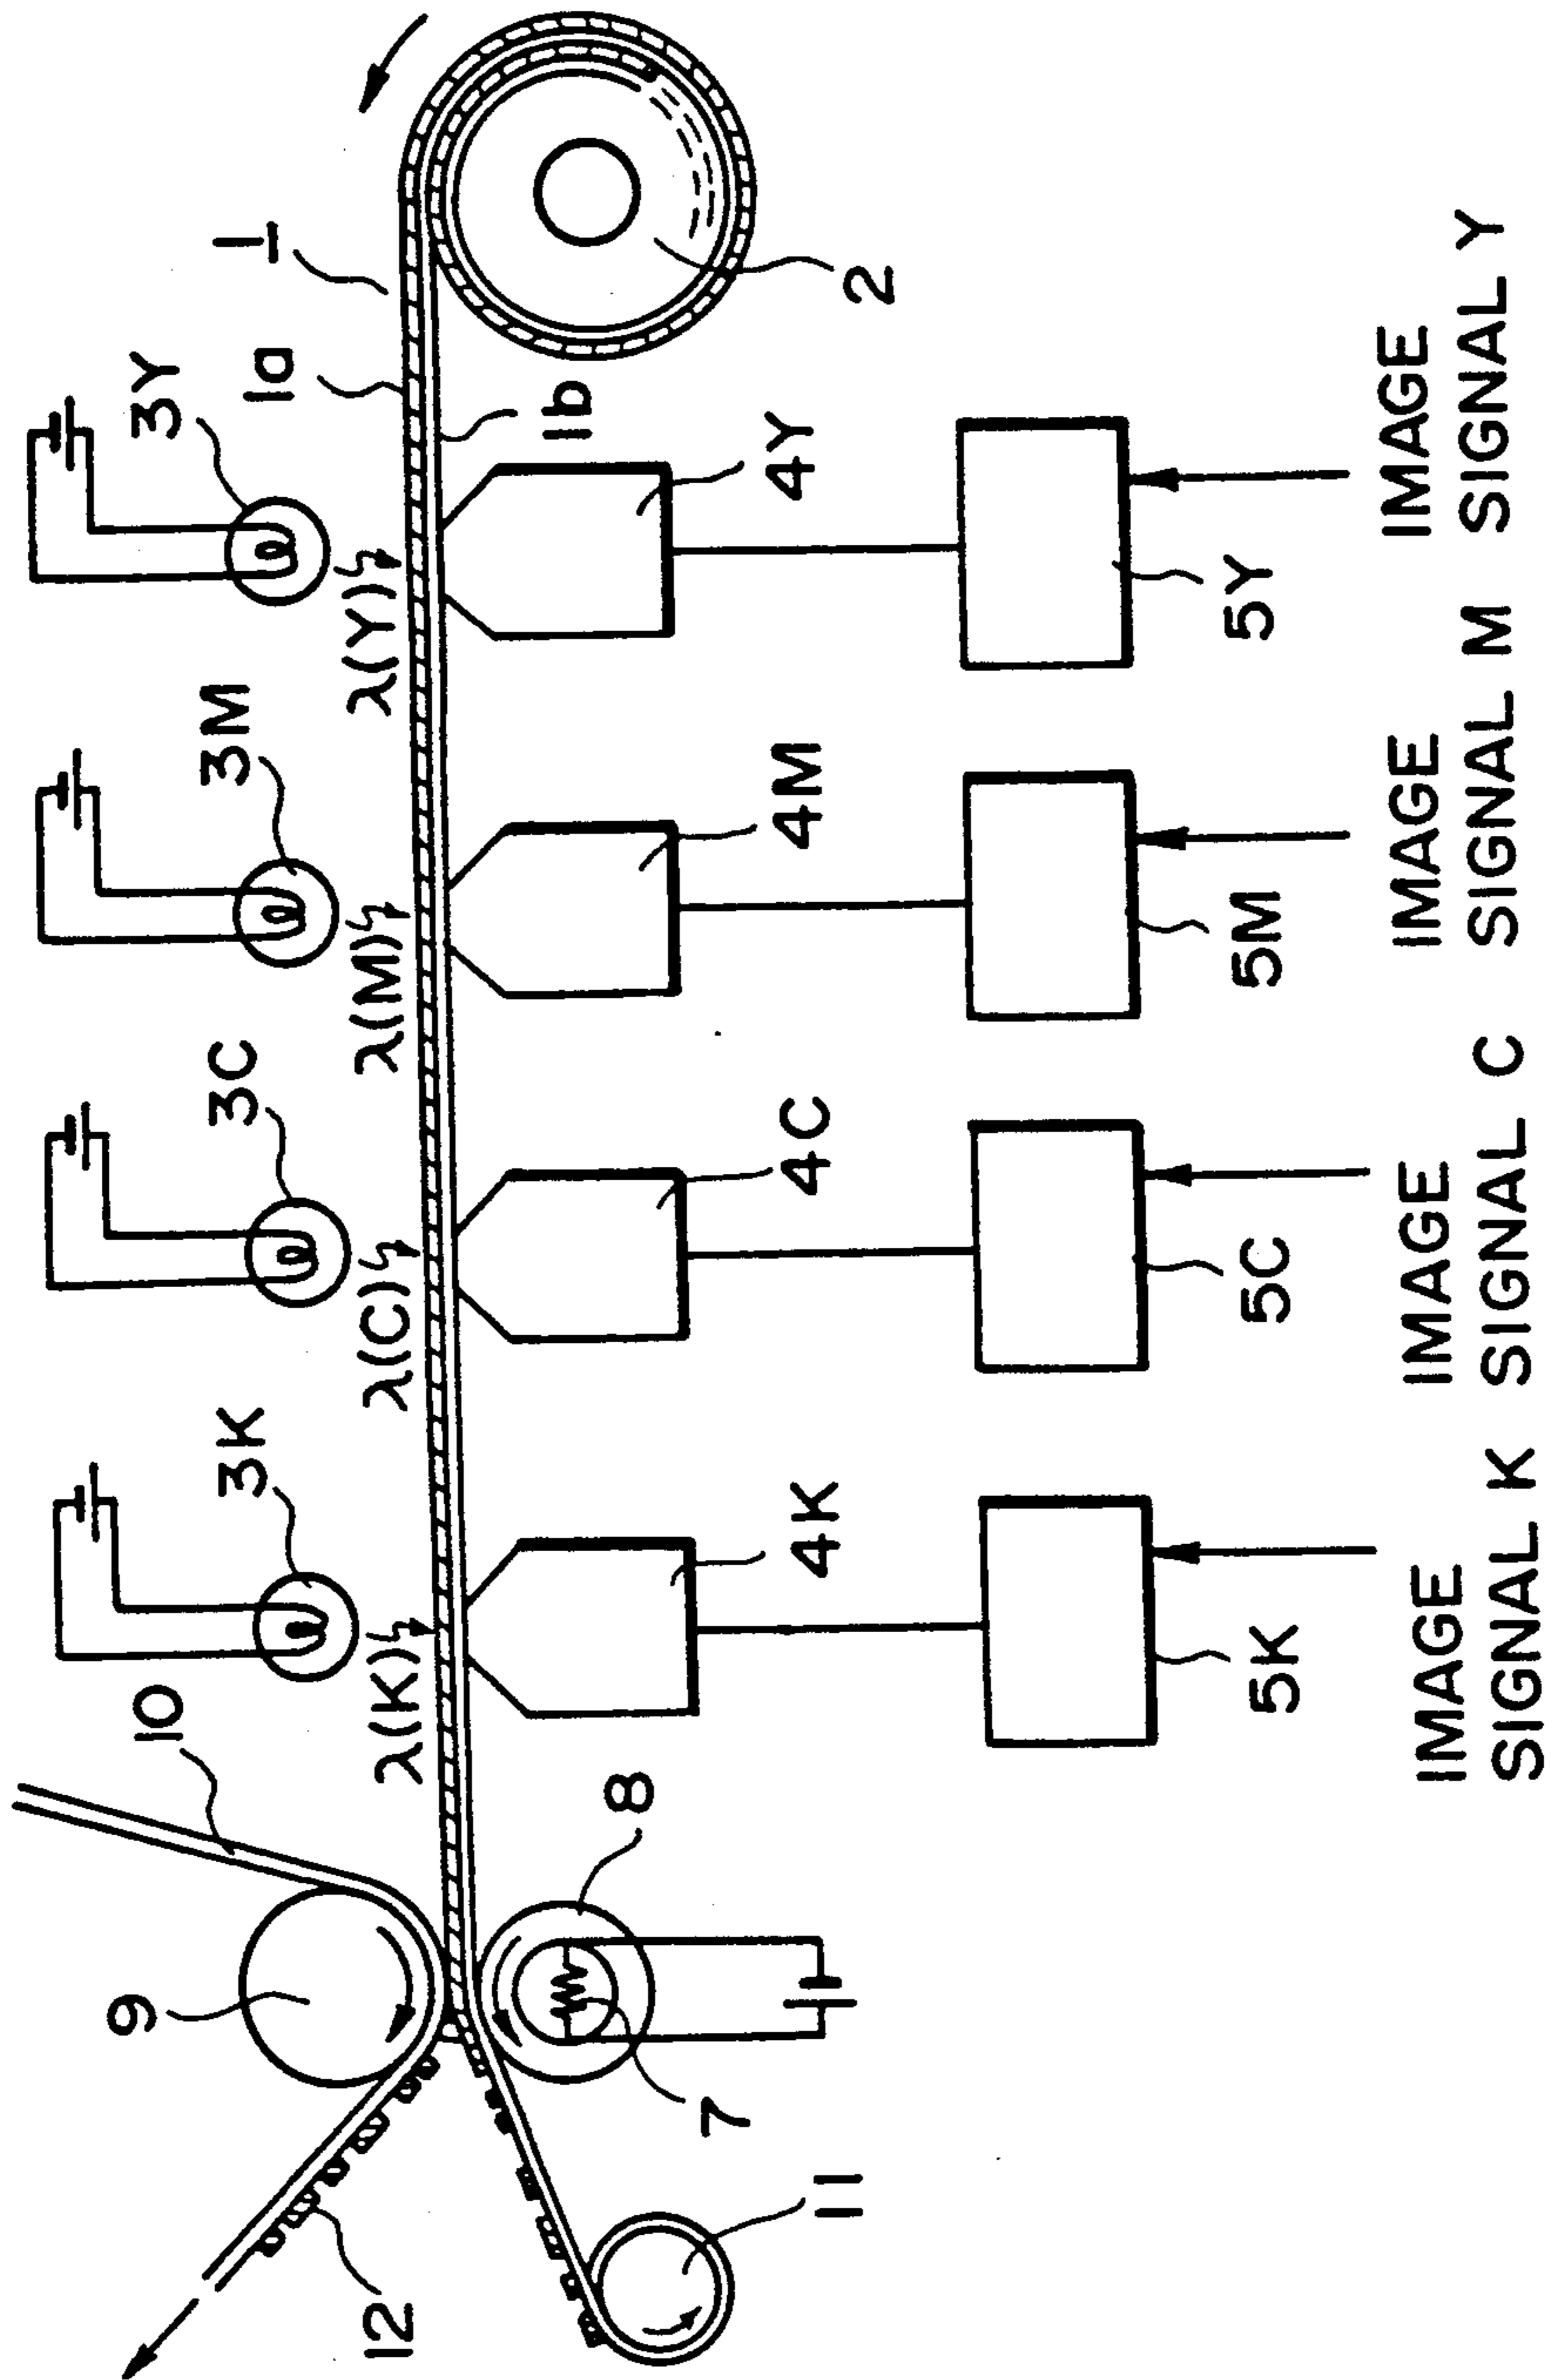 9
10
3K
3C
3M
3Y
1
1a
12
λ(K)
λ(C)
λ(M)
λ(Y)
1b
8
7
11
4K
4C
4M
4Y
2
5K
5C
5M
5Y
IMAGE
SIGNAL K
IMAGE
SIGNAL C
IMAGE
SIGNAL M
IMAGE
SIGNAL Y